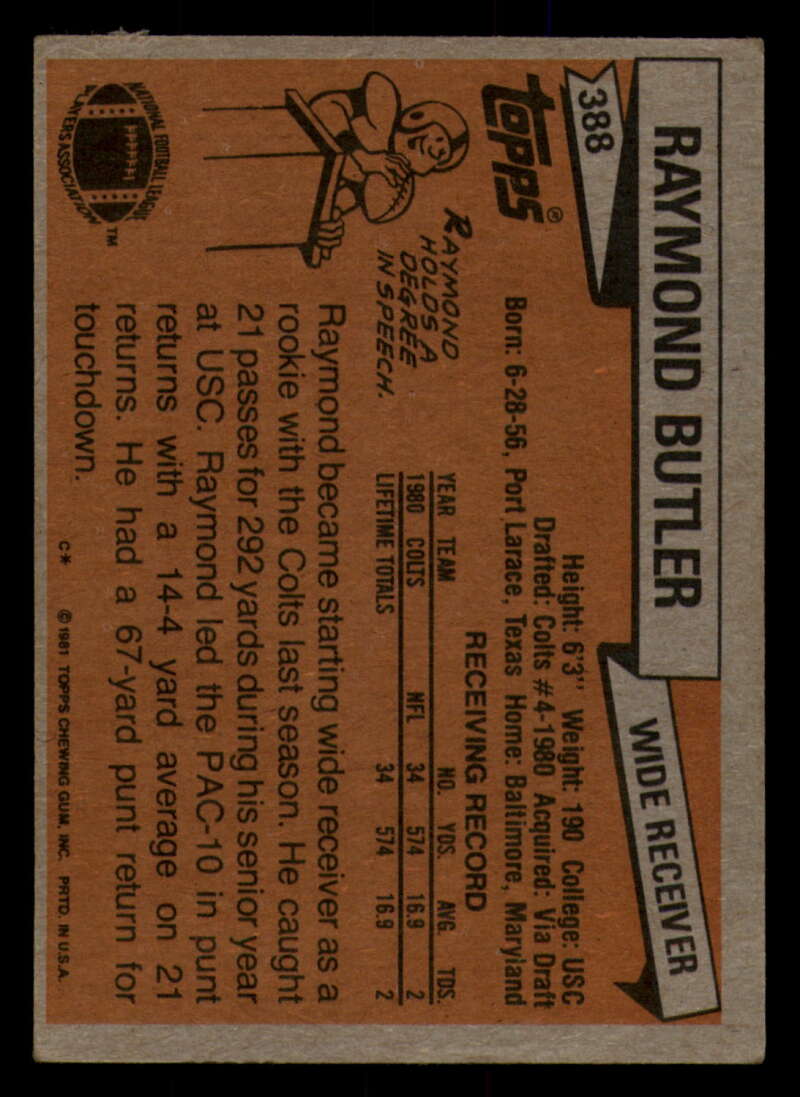 RAYMOND BUTLER
WIDE RECEIVER
388
topps®
Height: 6'3" Weight: 190 College: USC
Drafted: Colts #4-1980 Acquired: Via Draft
Born: 6-28-56, Port Larace, Texas Home: Baltimore, Maryland
RECEIVING RECORD
YEAR TEAM NO. YDS. AVG. TDS.
1980 COLTS NFL 34 574 16.9 2
LIFETIME TOTALS 34 574 16.9 2
RAYMOND
HOLDS A
DEGREE
IN SPEECH.
Raymond became starting wide receiver as a
rookie with the Colts last season. He caught
21 passes for 292 yards during his senior year
at USC. Raymond led the PAC-10 in punt
returns with a 14-4 yard average on 21
returns. He had a 67-yard punt return for
touchdown.
NATIONAL FOOTBALL LEAGUE
PLAYERS ASSOCIATION
TM
C* © 1981 TOPPS CHEWING GUM, INC. PRTD. IN U.S.A.